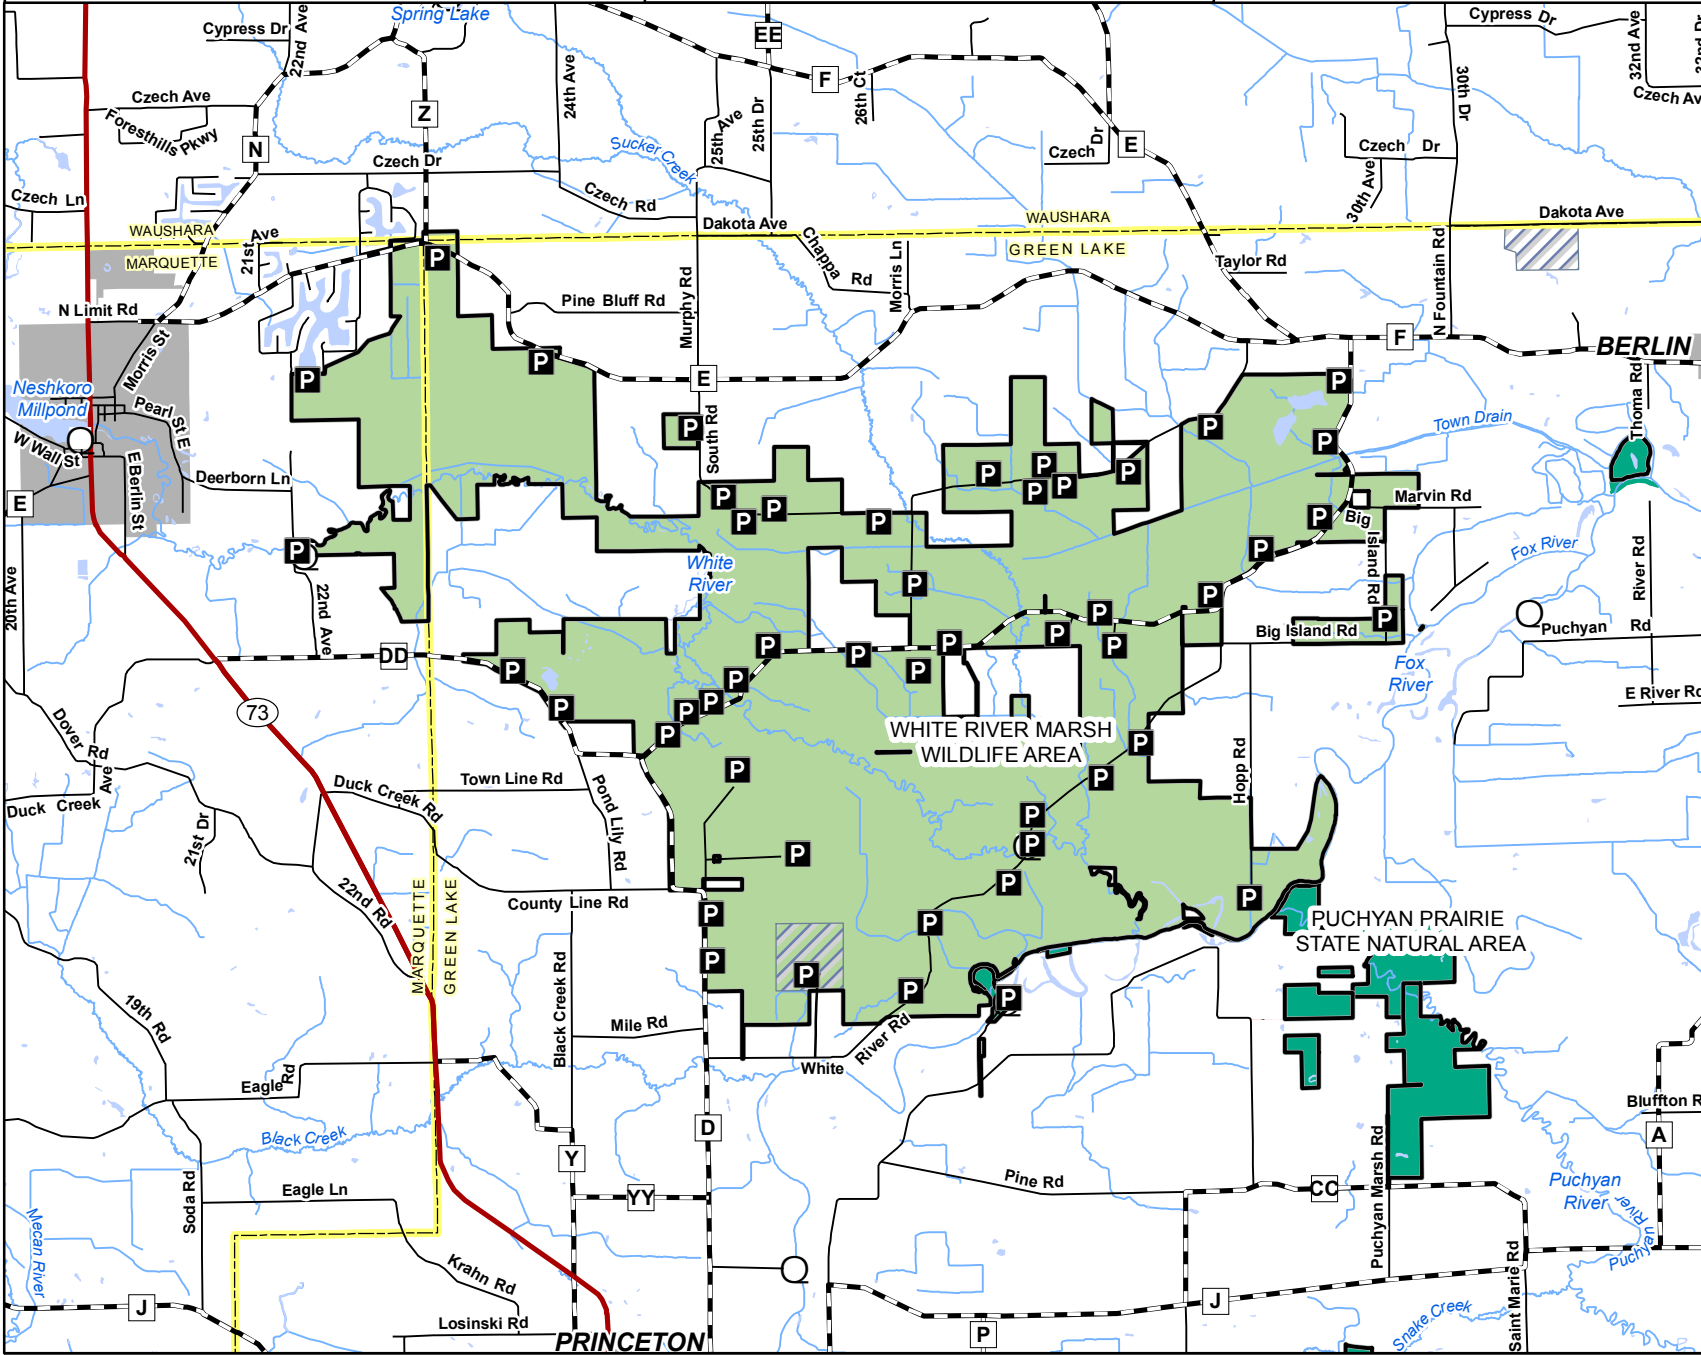 Spring Lake
Cypress Dr
22nd Ave
EE
Cypress Dr
32nd Ave
32nd Dr
24th Ave
F
26th Ct
30th Dr
Czech Ave
Foresthills Pkwy
Z
25th Ave
25th Dr
Czech Av
N
Sucker Creek
Czech Dr
E
Czech Dr
Czech Dr
Czech Ln
Czech Rd
30th Ave
WAUSHARA
Dakota Ave
WAUSHARA
Dakota Ave
MARQUETTE
21st Ave
GREEN LAKE
Chappa Rd
Morris Ln
Taylor Rd
N Fountain Rd
P
N Limit Rd
Pine Bluff Rd
Murphy Rd
F
BERLIN
Morris St
P
P
E
P
Thoma Rd
Neshkoro
Millpond
Pearl St E
P
South Rd
P
P
Town Drain
W Wall St
E Berlin St
Deerborn Ln
P
P
P
P
P
E
P
P
P
P
P
Marvin Rd
Big Island Rd
P
White
River
P
Fox River
20th Ave
22nd Ave
P
P
P
River Rd
DD
P
P
P
P
P
Big Island Rd
P
Puchyan Rd
P
P
P
Fox
River
E River Rd
73
P
P
P
P
WHITE RIVER MARSH
WILDLIFE AREA
P
Dover Rd
Duck Creek Ave
Duck Creek Rd
Town Line Rd
Pond Lily Rd
P
P
Hopp Rd
21st Dr
P
P
P
22nd Rd
MARQUETTE
GREEN LAKE
County Line Rd
P
P
P
P
PUCHYAN PRAIRIE
STATE NATURAL AREA
P
P
P
P
19th Rd
Black Creek Rd
Mile Rd
White River Rd
Eagle Rd
Black Creek
D
Bluffton R
A
Y
Puchyan Marsh Rd
Soda Rd
Eagle Ln
YY
Pine Rd
CC
Puchyan
River
Puchyan River
Mecan River
Krahn Rd
Saint Marie Rd
J
Losinski Rd
PRINCETON
J
P
Snake Creek